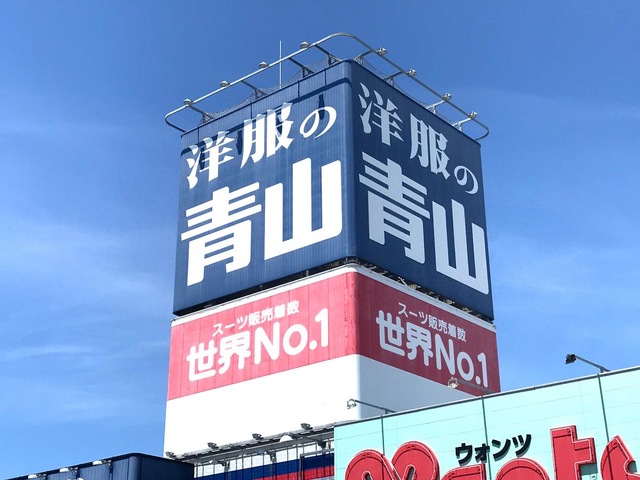 洋服の
青山
洋服の
青山
スーツ販売着数
世界No.1
スーツ販売着数
世界No.1
ウォンツ
Wants